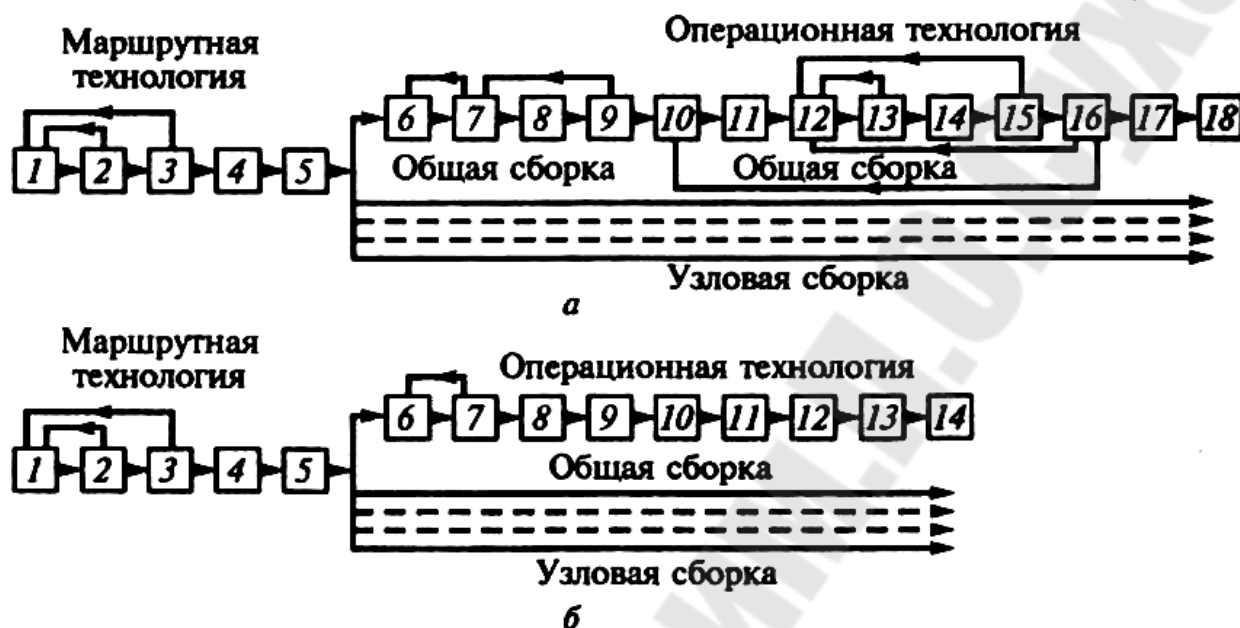 Маршрутная
технология
Операционная технология
6 7 8 9 10 11 12 13 14 15 16 17 18
1 2 3 4 5
Общая сборка Общая сборка
Узловая сборка
а
Маршрутная
технология
Операционная технология
6 7 8 9 10 11 12 13 14
1 2 3 4 5
Общая сборка
Узловая сборка
б